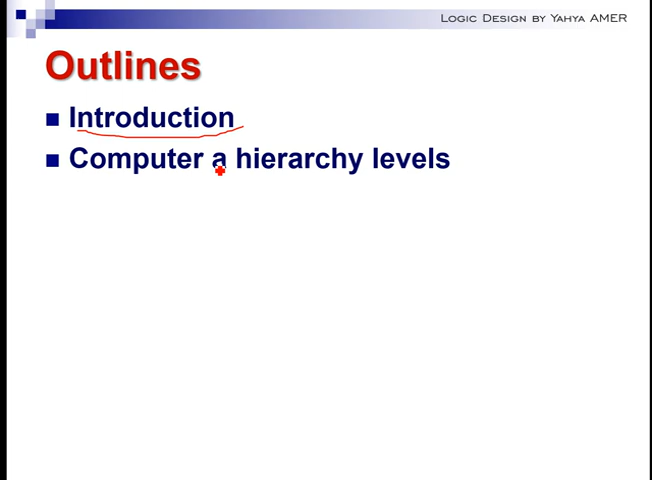 Logic Design by Yahya AMER
Outlines
Introduction
Computer a hierarchy levels